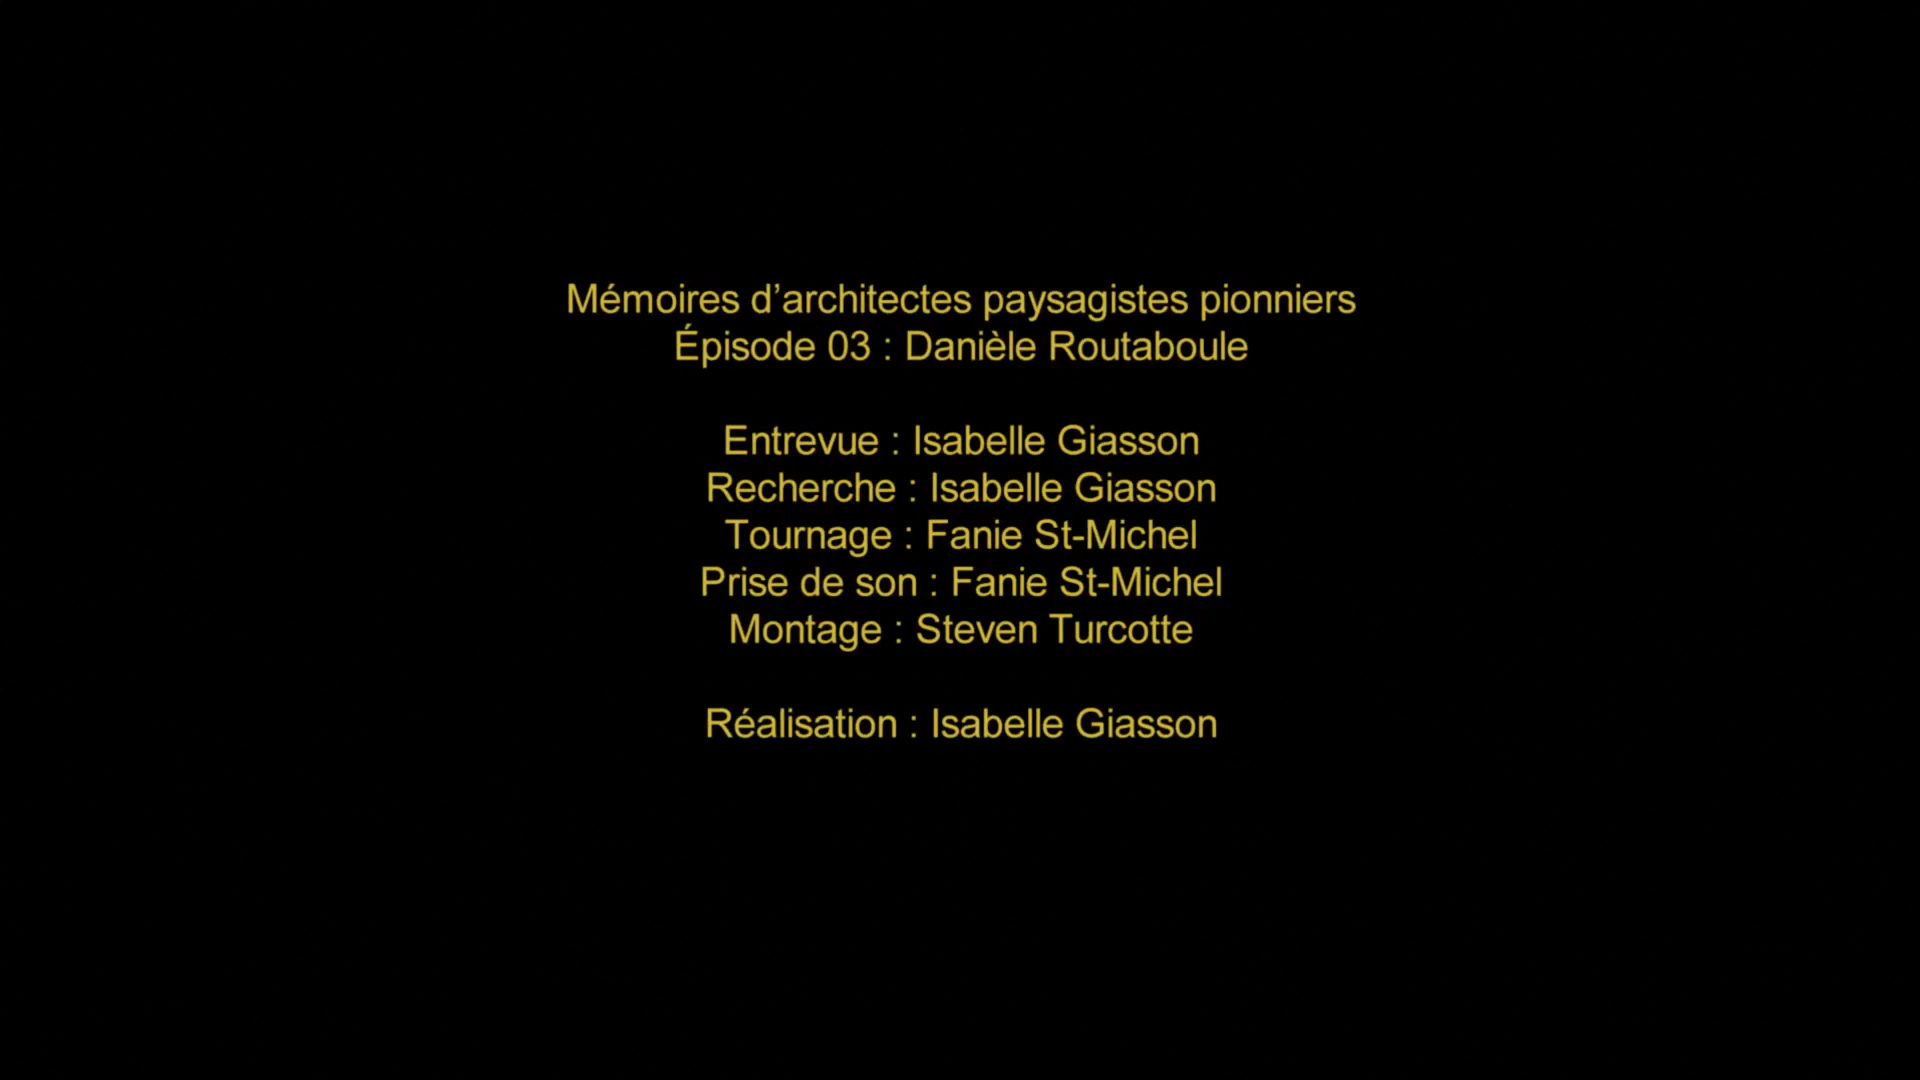 Mémoires d’architectes paysagistes pionniers
Épisode 03 : Danièle Routaboule
Entrevue : Isabelle Giasson
Recherche : Isabelle Giasson
Tournage : Fanie St-Michel
Prise de son : Fanie St-Michel
Montage : Steven Turcotte
Réalisation : Isabelle Giasson